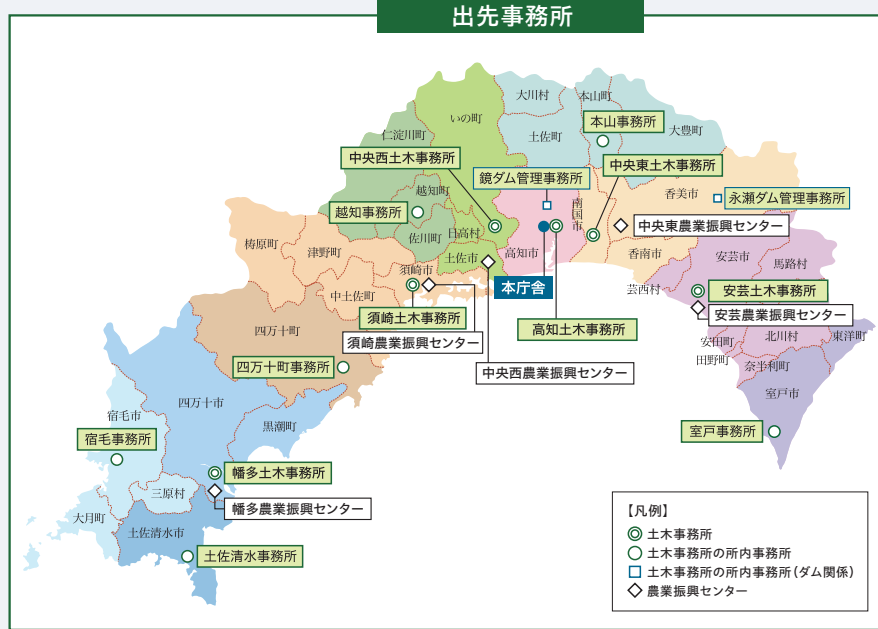 出先事務所
大川村
本山町
いの町
本山事務所
大豊町
仁淀川町
土佐町
中央西土木事務所
中央東土木事務所
鏡ダム管理事務所
越知町
香美市
永瀬ダム管理事務所
南国市
越知事務所
中央東農業振興センター
日高村
佐川町
梼原町
津野町
高知市
香南市
土佐市
安芸市
馬路村
須崎市
本庁舎
芸西村
中土佐町
安芸土木事務所
須崎土木事務所
安芸農業振興センター
四万十町
高知土木事務所
須崎農業振興センター
安田町
北川村
東洋町
田野町
四万十町事務所
中央西農業振興センター
奈半利町
室戸市
四万十市
宿毛市
黒潮町
室戸事務所
宿毛事務所
幡多土木事務所
三原村
幡多農業振興センター
大月町
土佐清水市
土佐清水事務所
【凡例】
土木事務所
土木事務所の所内事務所
土木事務所の所内事務所(ダム関係)
農業振興センター